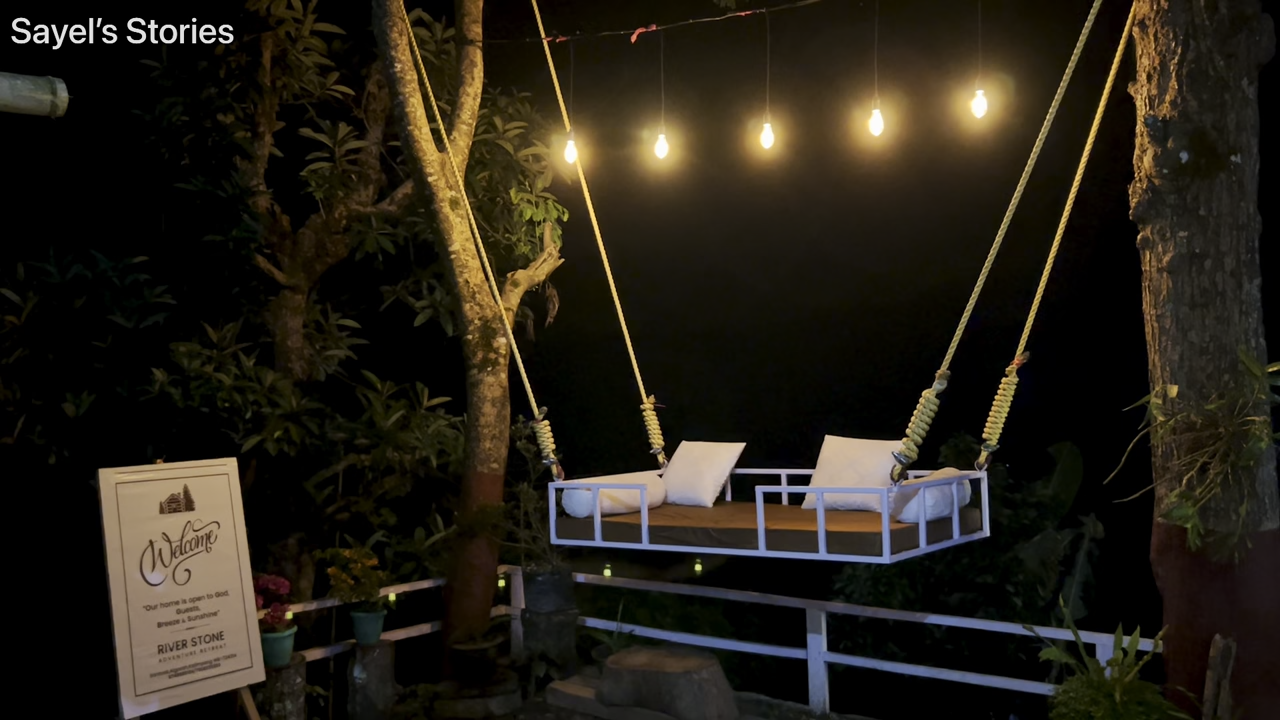 Sayel's Stories
Welcome
"Our home is open to God,
Guests,
Breeze & Sunshine"
RIVER STONE
ADVENTURE RETREAT